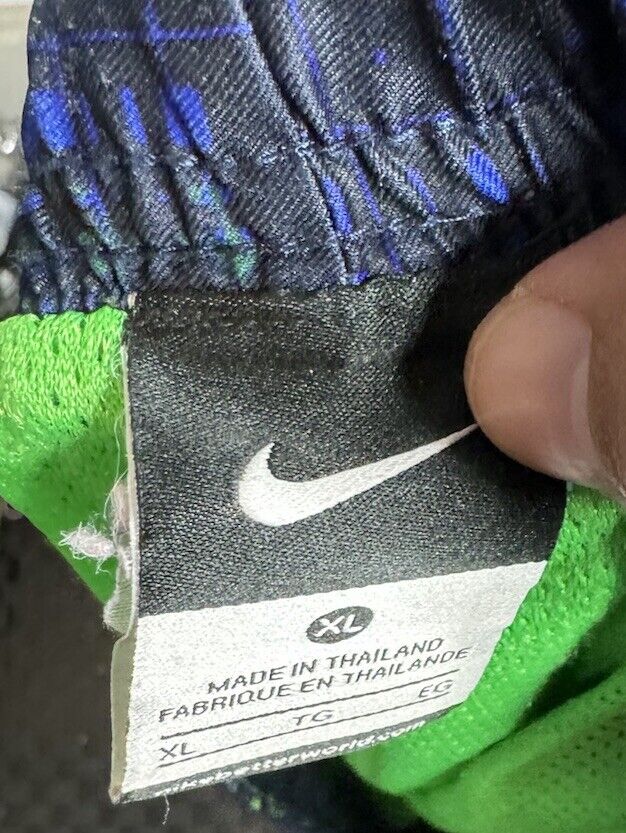 XL
MADE IN THAILAND
FABRIQUE EN THAILANDE
XL TG EG
nikebetterworld.com